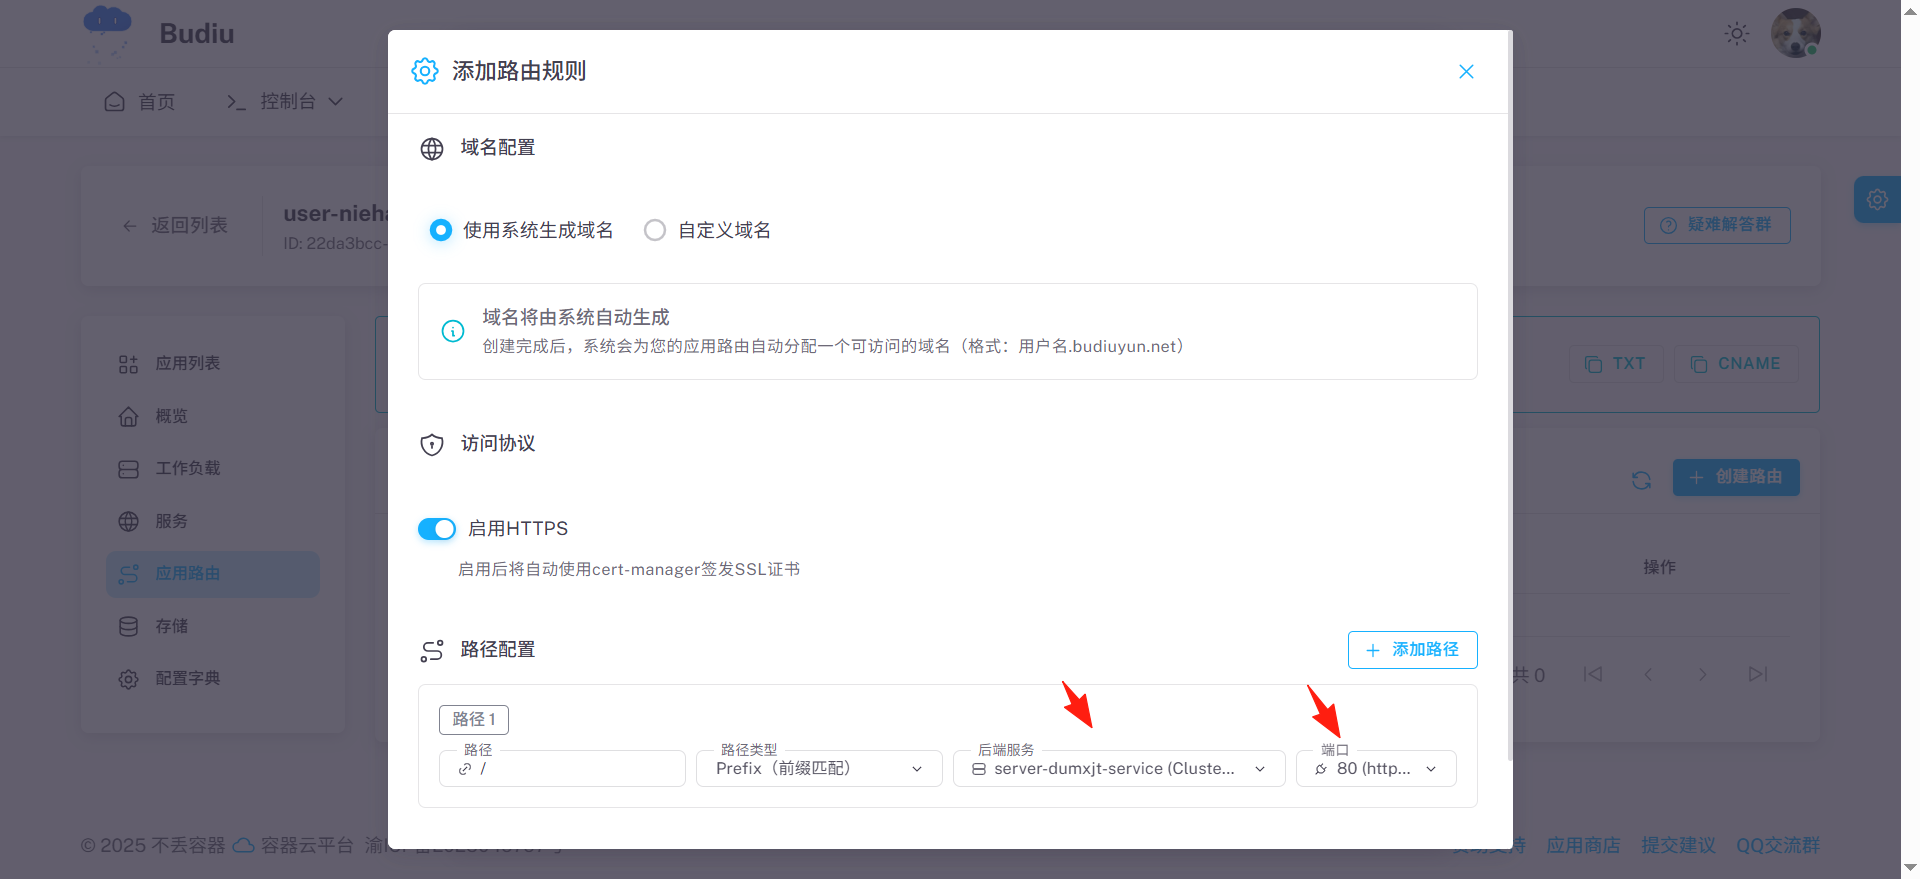 Budiu
首页
控制台
返回列表
user-nieha
ID: 22da3bcc-
疑难解答群
应用列表
概览
工作负载
服务
应用路由
存储
配置字典
TXT
CNAME
创建路由
操作
共 0
添加路由规则
域名配置
使用系统生成域名
自定义域名
域名将由系统自动生成
创建完成后，系统会为您的应用路由自动分配一个可访问的域名（格式：用户名.budiuyun.net）
访问协议
启用HTTPS
启用后将自动使用cert-manager签发SSL证书
路径配置
添加路径
路径 1
路径
/
路径类型
Prefix（前缀匹配）
后端服务
server-dumxjt-service (Cluste...
端口
80 (http...
© 2025 不丢容器
容器云平台
应用商店
提交建议
QQ交流群